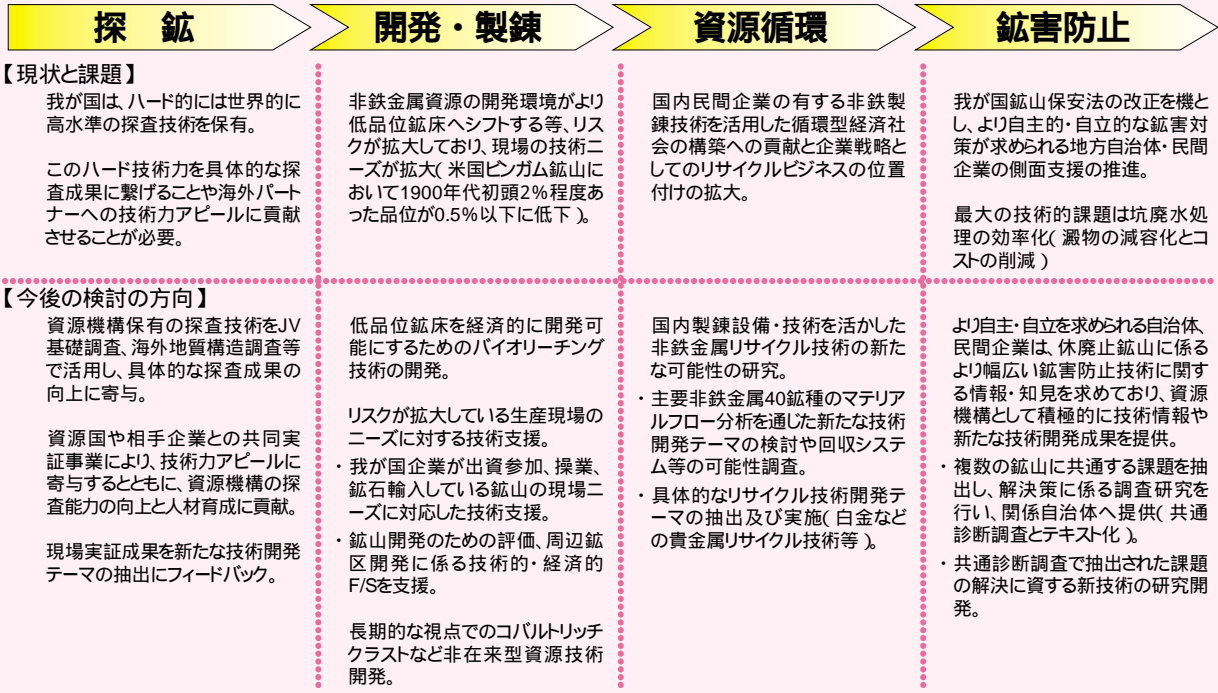 探 鉱
開発・製錬
資源循環
鉱害防止
【現状と課題】
我が国は、ハード的には世界的に
高水準の探査技術を保有。
このハード技術力を具体的な探
査成果に繋げることや海外パート
ナーへの技術力アピールに貢献
させることが必要。
非鉄金属資源の開発環境がより
低品位鉱床へシフトする等、リス
クが拡大しており、現場の技術ニ
ーズが拡大(米国ビンガム鉱山に
おいて1900年代初頭2%程度あ
った品位が0.5%以下に低下)。
国内民間企業の有する非鉄製
錬技術を活用した循環型経済社
会の構築への貢献と企業戦略と
してのリサイクルビジネスの位置
付けの拡大。
我が国鉱山保安法の改正を機と
し、より自主的・自立的な鉱害対
策が求められる地方自治体・民間
企業の側面支援の推進。
最大の技術的課題は坑廃水処
理の効率化(澱物の減容化とコ
ストの削減)
【今後の検討の方向】
資源機構保有の探査技術をJV
基礎調査、海外地質構造調査等
で活用し、具体的な探査成果の
向上に寄与。
資源国や相手企業との共同実
証事業により、技術力アピールに
寄与するとともに、資源機構の探
査能力の向上と人材育成に貢献。
現場実証成果を新たな技術開発
テーマの抽出にフィードバック。
低品位鉱床を経済的に開発可
能にするためのバイオリーチング
技術の開発。
リスクが拡大している生産現場の
ニーズに対する技術支援。
・我が国企業が出資参加、操業、
鉱石輸入している鉱山の現場ニ
ーズに対応した技術支援。
・鉱山開発のための評価、周辺鉱
区開発に係る技術的・経済的
F/Sを支援。
長期的な視点でのコバルトリッチ
クラストなど非在来型資源技術
開発。
国内製錬設備・技術を活かした
非鉄金属リサイクル技術の新た
な可能性の研究。
・主要非鉄金属40鉱種のマテリア
ルフロー分析を通じた新たな技術
開発テーマの検討や回収システ
ム等の可能性調査。
・具体的なリサイクル技術開発テ
ーマの抽出及び実施(白金など
の貴金属リサイクル技術等)。
より自主・自立を求められる自治体、
民間企業は、休廃止鉱山に係る
より幅広い鉱害防止技術に関す
る情報・知見を求めており、資源
機構として積極的に技術情報や
新たな技術開発成果を提供。
・複数の鉱山に共通する課題を抽
出し、解決策に係る調査研究を
行い、関係自治体へ提供(共通
診断調査とテキスト化)。
・共通診断調査で抽出された課題
の解決に資する新技術の研究開
発。